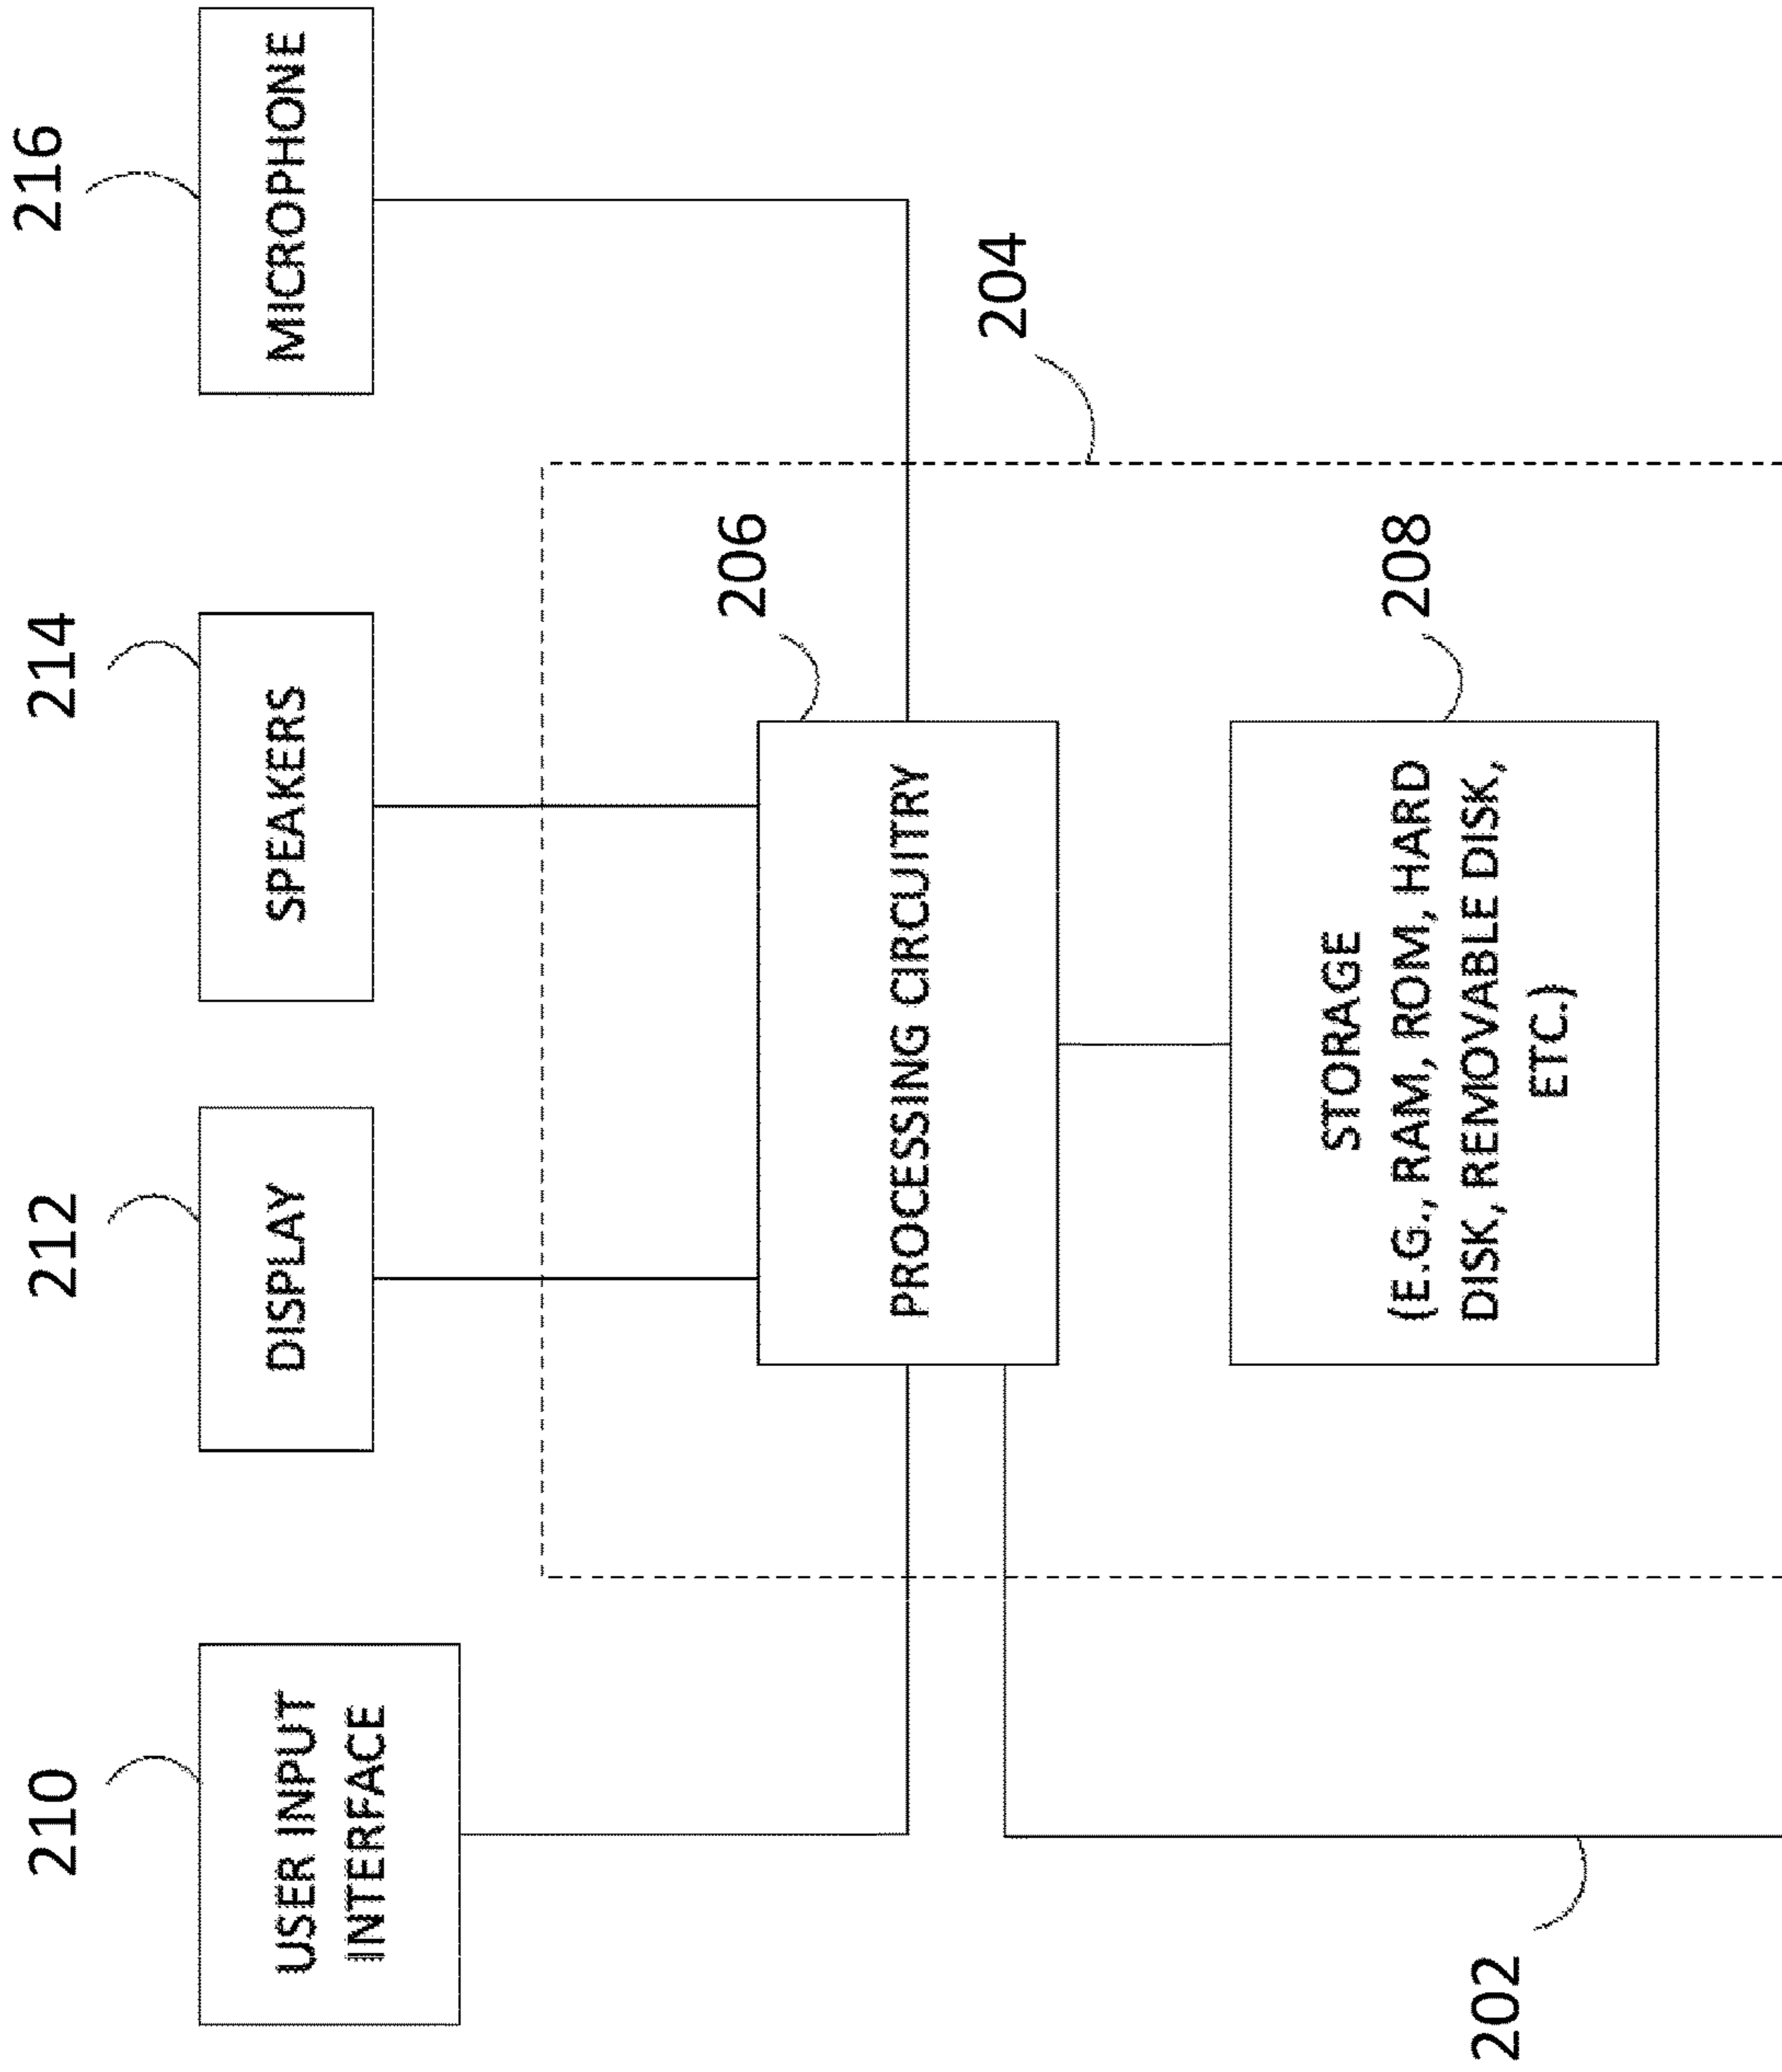 210
USER INPUT
INTERFACE
212
DISPLAY
214
SPEAKERS
216
MICROPHONE
204
206
PROCESSING CIRCUITRY
208
STORAGE
(E.G., RAM, ROM, HARD
DISK, REMOVABLE DISK,
ETC.)
202